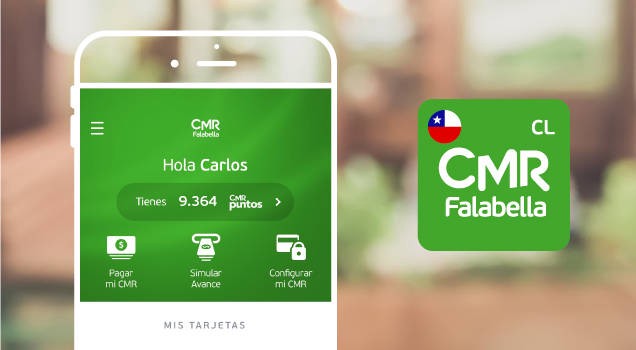 CMR
Falabella
Hola Carlos
Tienes 9.364 CMR puntos
Pagar
mi CMR
Simular
Avance
Configurar
mi CMR
MIS TARJETAS
CL
CMR
Falabella